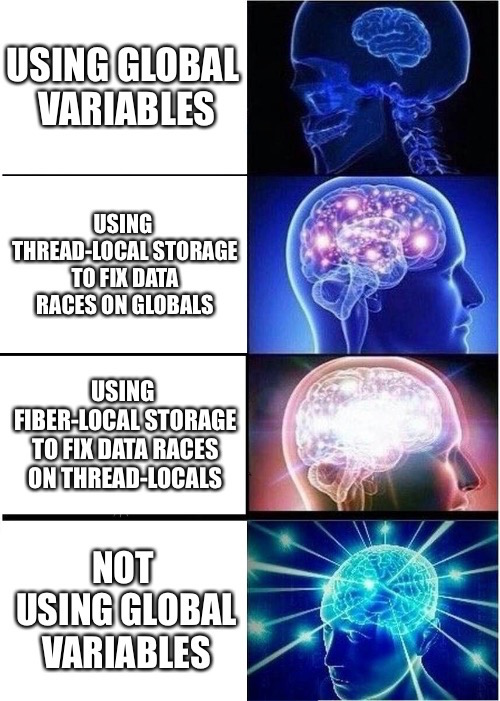 USING GLOBAL
VARIABLES
USING
THREAD-LOCAL STORAGE
TO FIX DATA
RACES ON GLOBALS
USING
FIBER-LOCAL STORAGE
TO FIX DATA RACES
ON THREAD-LOCALS
NOT
USING GLOBAL
VARIABLES